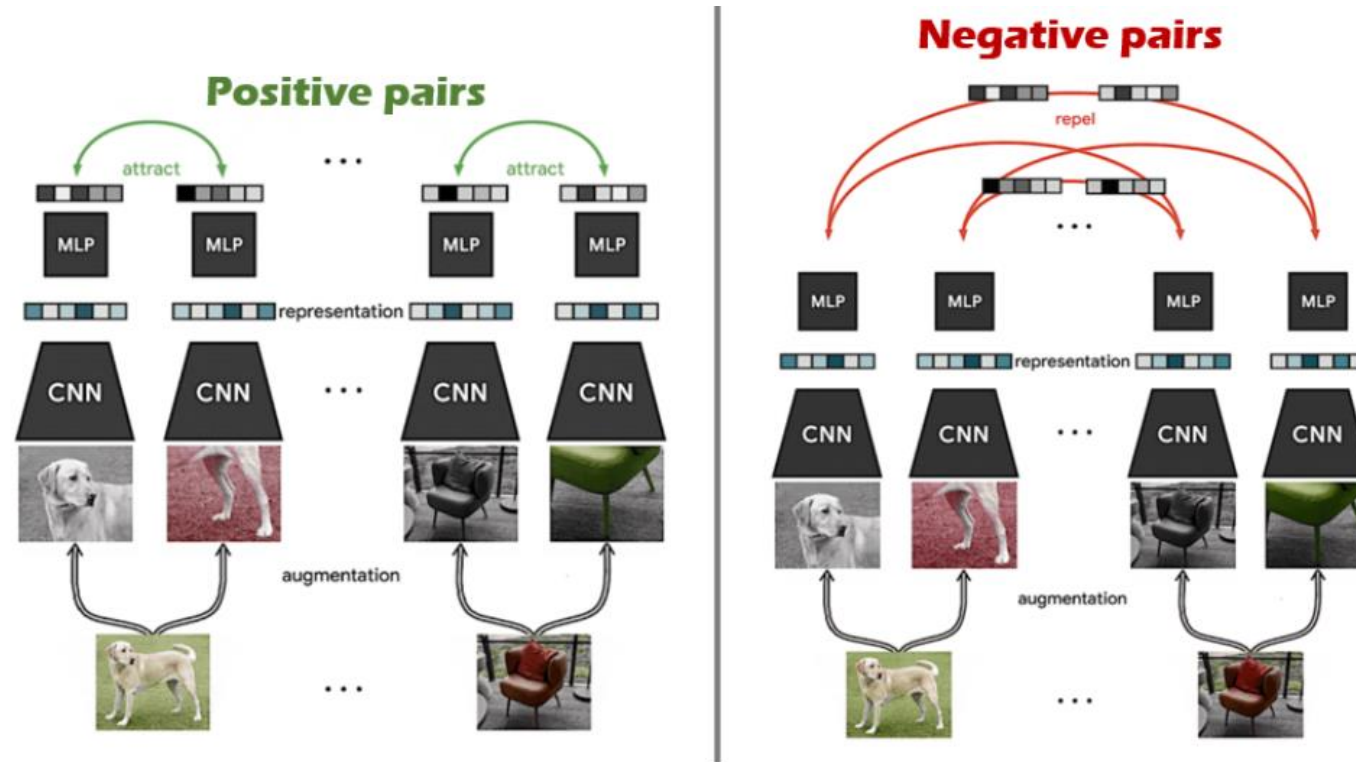 Positive pairs
attract
...
attract
MLP
MLP
MLP
MLP
representation
CNN
CNN
...
CNN
CNN
augmentation
...
Negative pairs
repel
...
MLP
MLP
MLP
MLP
representation
CNN
CNN
...
CNN
CNN
augmentation
...